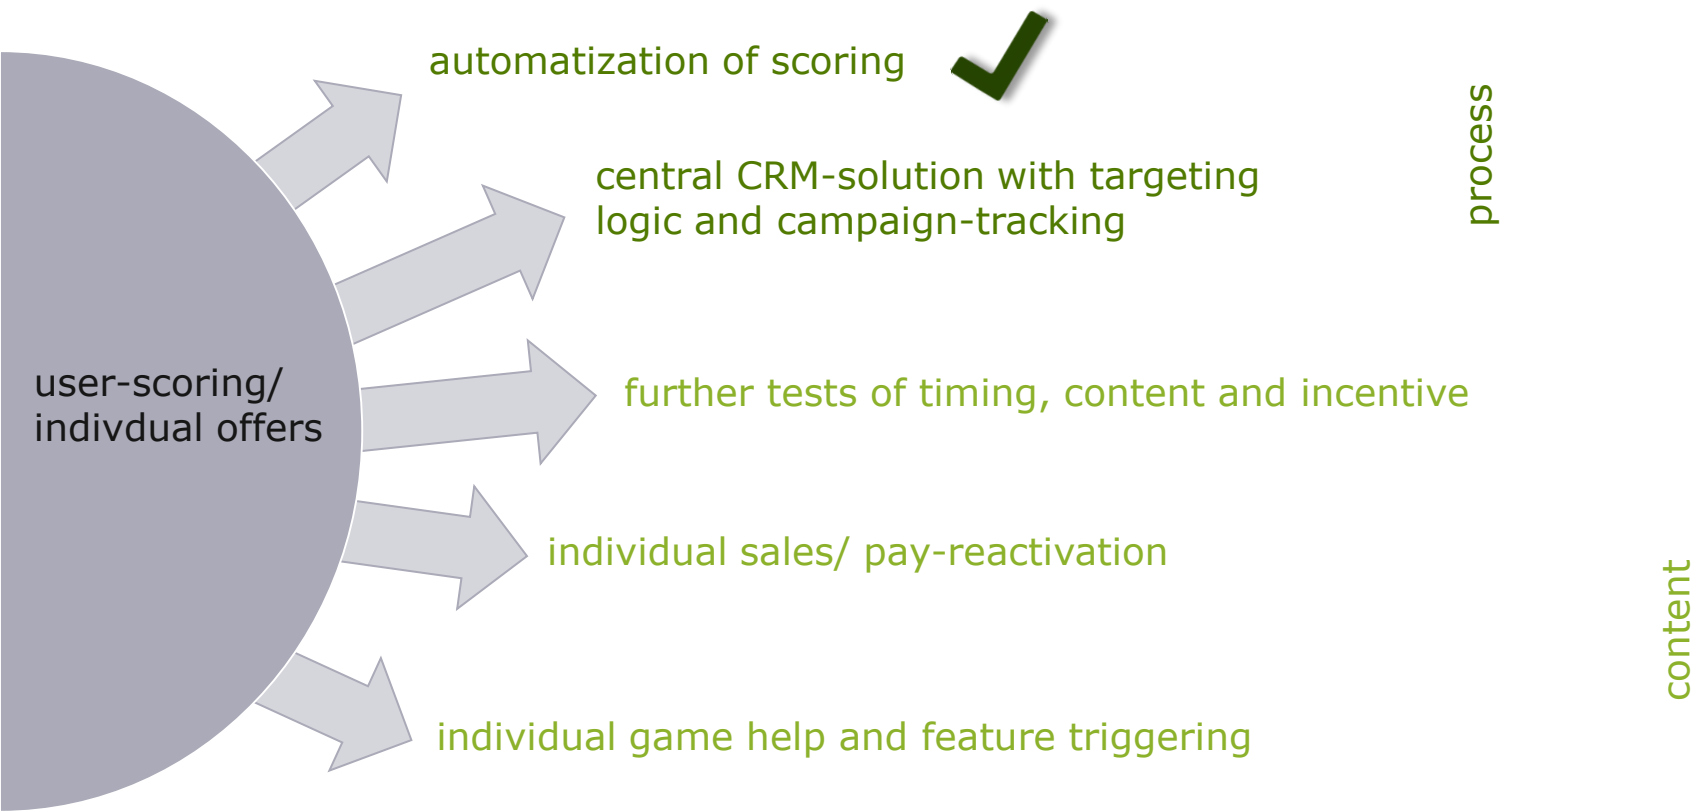 automatization of scoring
process
central CRM-solution with targeting
logic and campaign-tracking
user-scoring/
indivdual offers
further tests of timing, content and incentive
individual sales/ pay-reactivation
content
individual game help and feature triggering